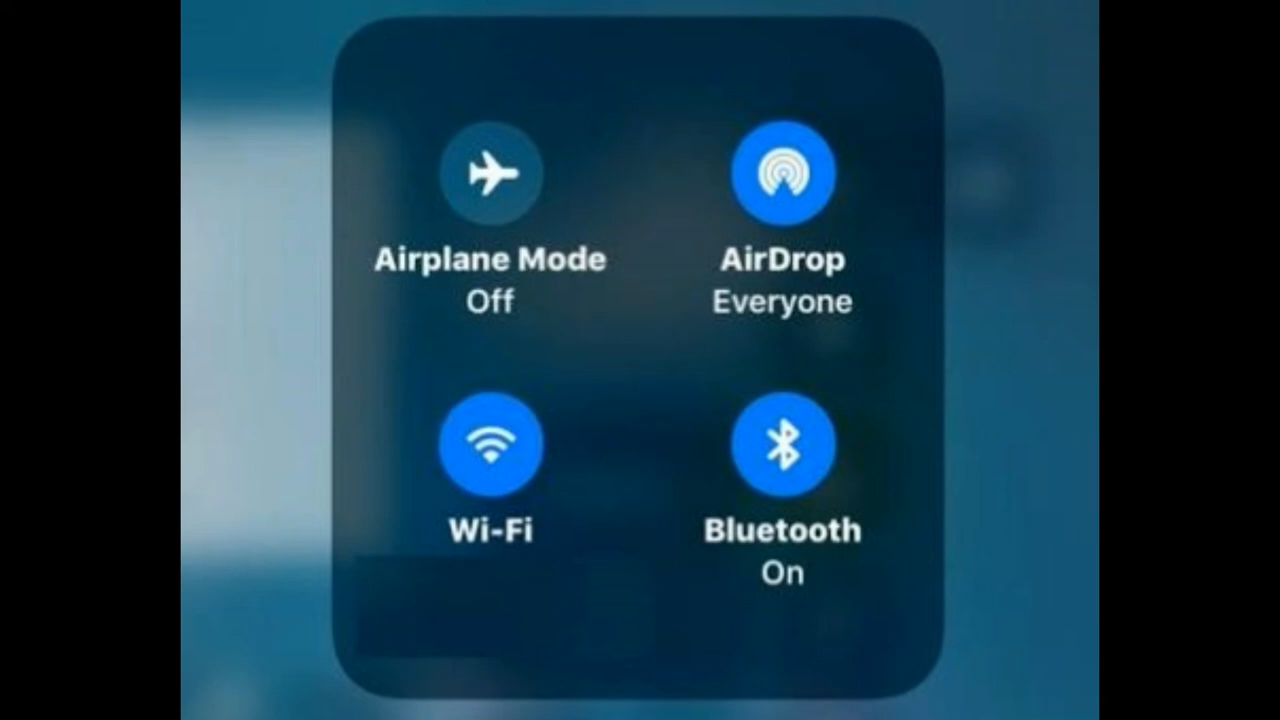 Airplane Mode
Off
AirDrop
Everyone
Wi-Fi
Bluetooth
On